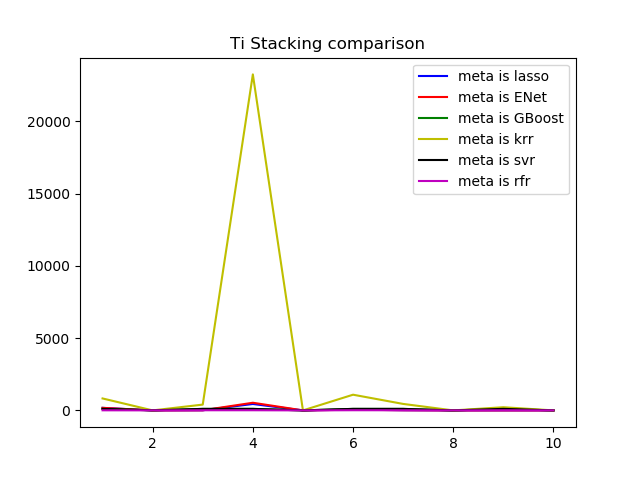 Ti Stacking comparison
meta is lasso
meta is ENet
meta is GBoost
meta is krr
meta is svr
meta is rfr
20000
15000
10000
5000
0
2
4
6
8
10